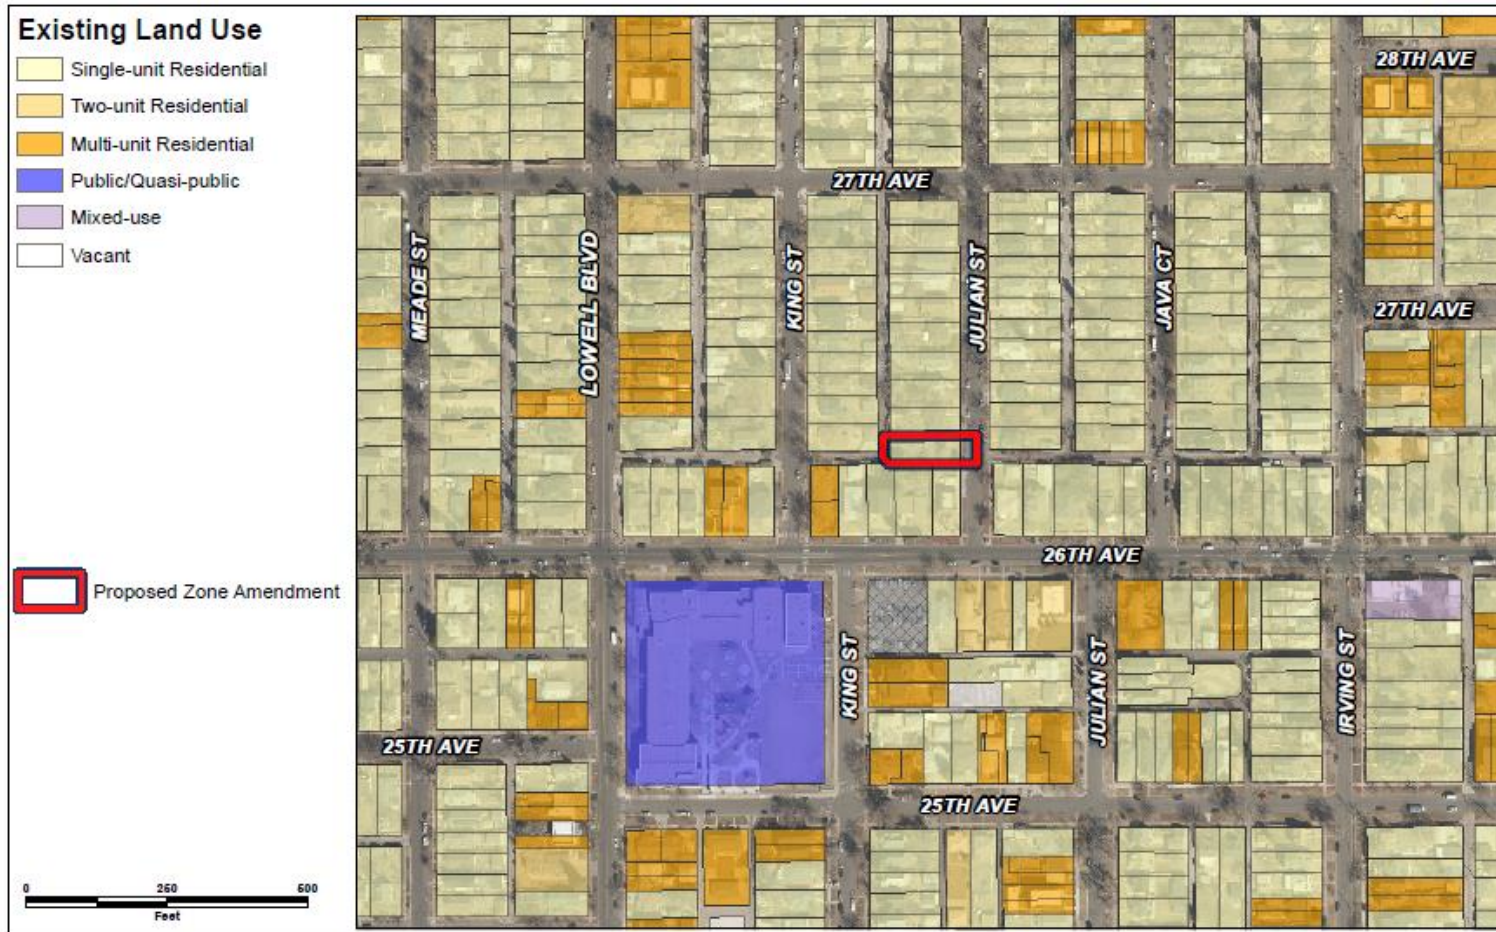 Existing Land Use
Single-unit Residential
Two-unit Residential
Multi-unit Residential
Public/Quasi-public
Mixed-use
Vacant
Proposed Zone Amendment
0 250 500
Feet
28TH AVE
27TH AVE
MEADE ST
LOWELL BLVD
KING ST
JULIAN ST
JAVA CT
27TH AVE
26TH AVE
KING ST
JULIAN ST
IRVING ST
25TH AVE
25TH AVE